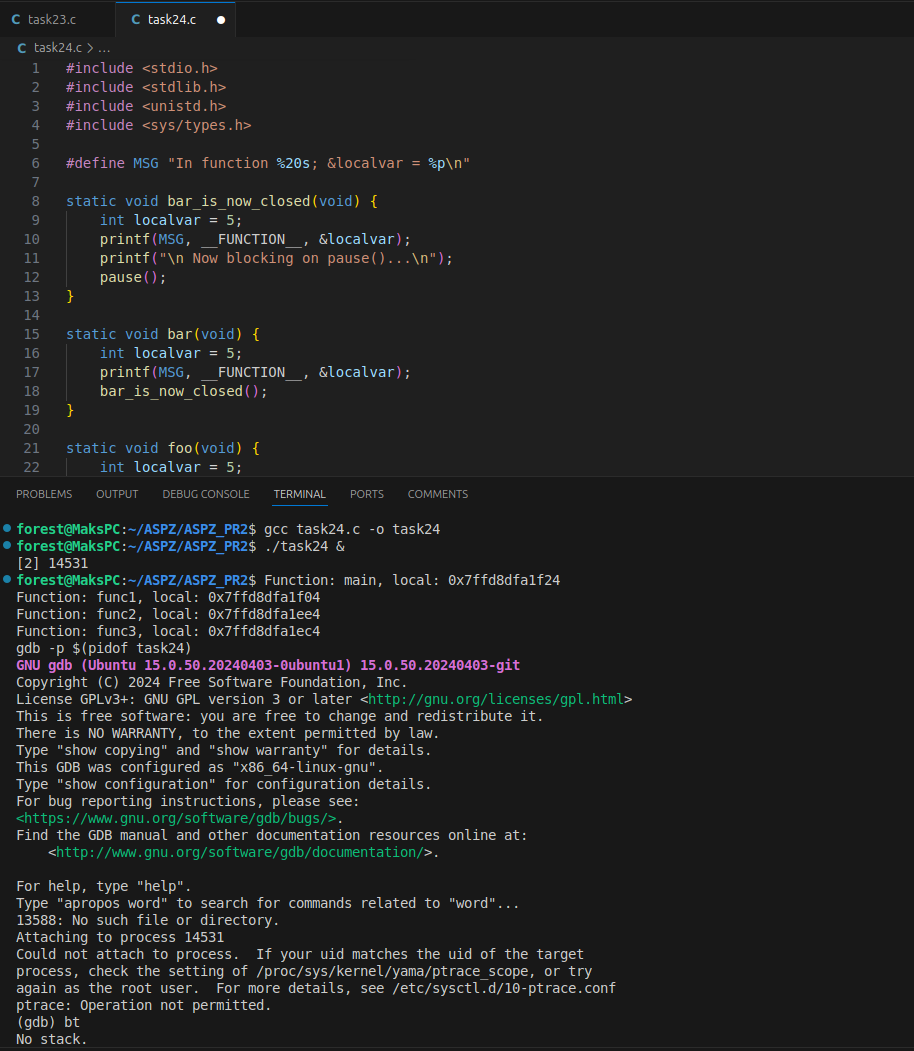 C task23.c C task24.c ●
C task24.c > ...
1 #include <stdio.h>
2 #include <stdlib.h>
3 #include <unistd.h>
4 #include <sys/types.h>
5
6 #define MSG "In function %20s; &localvar = %p\n"
7
8 static void bar_is_now_closed(void) {
9     int localvar = 5;
10     printf(MSG, __FUNCTION__, &localvar);
11     printf("\n Now blocking on pause()...\n");
12     pause();
13 }
14
15 static void bar(void) {
16     int localvar = 5;
17     printf(MSG, __FUNCTION__, &localvar);
18     bar_is_now_closed();
19 }
20
21 static void foo(void) {
22     int localvar = 5;
PROBLEMS OUTPUT DEBUG CONSOLE TERMINAL PORTS COMMENTS
forest@MaksPC:~/ASPZ/ASPZ_PR2$ gcc task24.c -o task24
forest@MaksPC:~/ASPZ/ASPZ_PR2$ ./task24 &
[2] 14531
forest@MaksPC:~/ASPZ/ASPZ_PR2$ Function: main, local: 0x7ffd8dfa1f24
Function: func1, local: 0x7ffd8dfa1f04
Function: func2, local: 0x7ffd8dfa1ee4
Function: func3, local: 0x7ffd8dfa1ec4
gdb -p $(pidof task24)
GNU gdb (Ubuntu 15.0.50.20240403-0ubuntu1) 15.0.50.20240403-git
Copyright (C) 2024 Free Software Foundation, Inc.
License GPLv3+: GNU GPL version 3 or later <http://gnu.org/licenses/gpl.html>
This is free software: you are free to change and redistribute it.
There is NO WARRANTY, to the extent permitted by law.
Type "show copying" and "show warranty" for details.
This GDB was configured as "x86_64-linux-gnu".
Type "show configuration" for configuration details.
For bug reporting instructions, please see:
<https://www.gnu.org/software/gdb/bugs/>.
Find the GDB manual and other documentation resources online at:
    <http://www.gnu.org/software/gdb/documentation/>.

For help, type "help".
Type "apropos word" to search for commands related to "word"...
13588: No such file or directory.
Attaching to process 14531
Could not attach to process.  If your uid matches the uid of the target
process, check the setting of /proc/sys/kernel/yama/ptrace_scope, or try
again as the root user.  For more details, see /etc/sysctl.d/10-ptrace.conf
ptrace: Operation not permitted.
(gdb) bt
No stack.